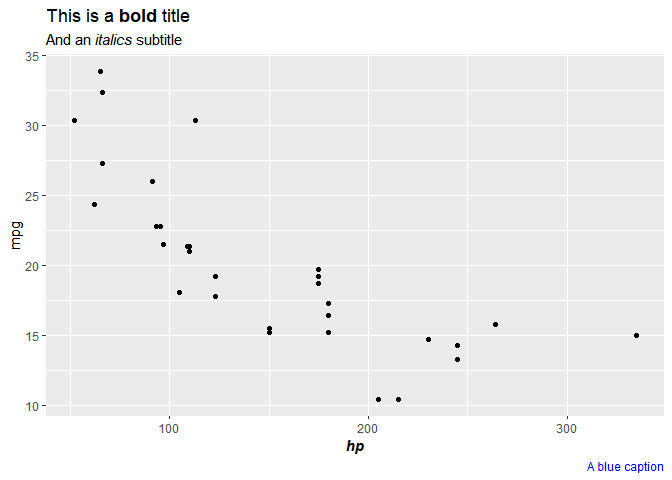 This is a bold title
And an italics subtitle
35
30
25
20
15
10
mpg
100 200 300
hp
A blue caption